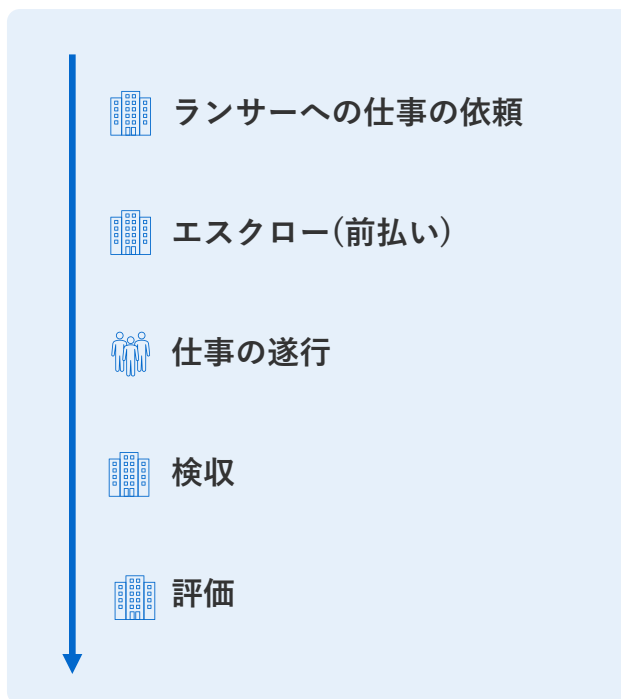 ランサーへの仕事の依頼
エスクロー(前払い)
仕事の遂行
検収
評価